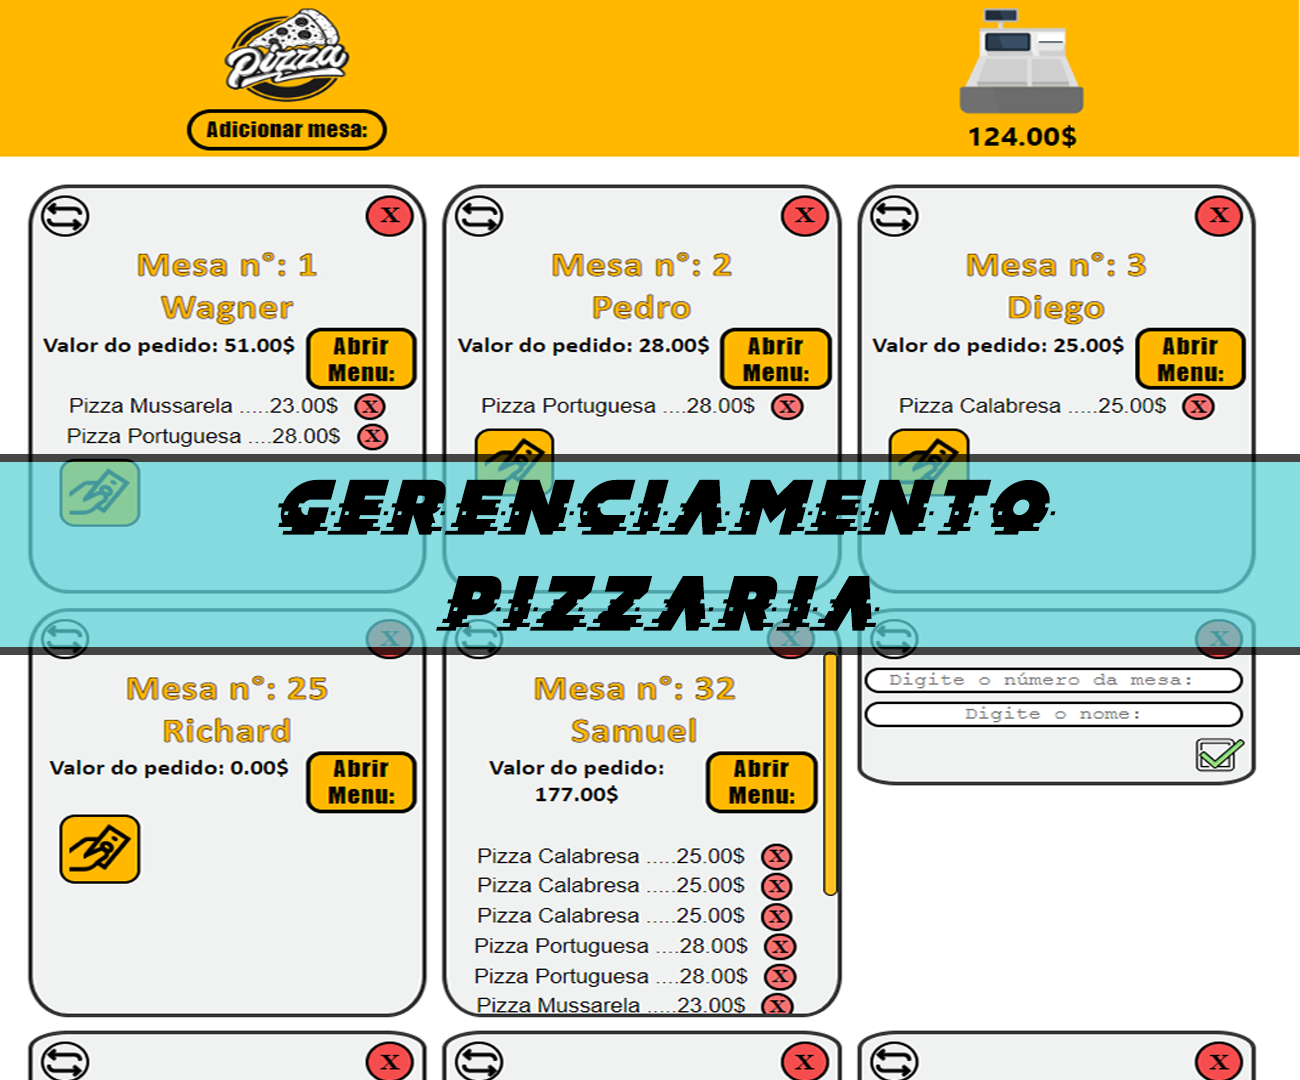 Pizza
Adicionar mesa:
124.00$
X
X
X
Mesa n°: 1
Wagner
Valor do pedido: 51.00$
Abrir
Menu:
Pizza Mussarela .....23.00$ X
Pizza Portuguesa ....28.00$ X
Mesa n°: 2
Pedro
Valor do pedido: 28.00$
Abrir
Menu:
Pizza Portuguesa ....28.00$ X
Mesa n°: 3
Diego
Valor do pedido: 25.00$
Abrir
Menu:
Pizza Calabresa .....25.00$ X
GERENCIAMENTO
PIZZARIA
X
X
X
Mesa n°: 25
Richard
Valor do pedido: 0.00$
Abrir
Menu:
Mesa n°: 32
Samuel
Valor do pedido:
177.00$
Abrir
Menu:
Pizza Calabresa .....25.00$ X
Pizza Calabresa .....25.00$ X
Pizza Calabresa .....25.00$ X
Pizza Portuguesa ....28.00$ X
Pizza Portuguesa ....28.00$ X
Pizza Mussarela .....23.00$ X
Digite o número da mesa:
Digite o nome:
X
X
X